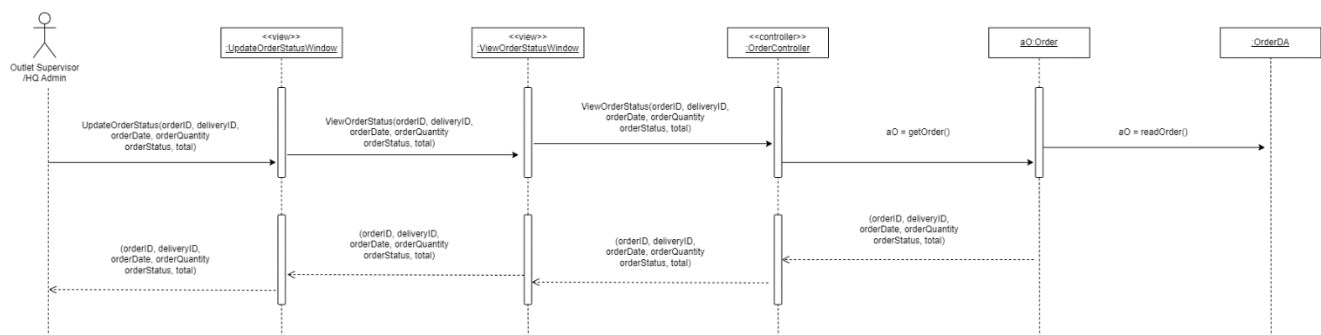 <<view>>
:UpdateOrderStatusWindow
<<view>>
:ViewOrderStatusWindow
<<controller>>
:OrderController
aO:Order
:OrderDA
Outlet Supervisor
/HQ Admin
UpdateOrderStatus(orderID, deliveryID,
orderDate, orderQuantity
orderStatus, total)
ViewOrderStatus(orderID, deliveryID,
orderDate, orderQuantity
orderStatus, total)
ViewOrderStatus(orderID, deliveryID,
orderDate, orderQuantity
orderStatus, total)
aO = getOrder()
aO = readOrder()
(orderID, deliveryID,
orderDate, orderQuantity
orderStatus, total)
(orderID, deliveryID,
orderDate, orderQuantity
orderStatus, total)
(orderID, deliveryID,
orderDate, orderQuantity
orderStatus, total)
(orderID, deliveryID,
orderDate, orderQuantity
orderStatus, total)